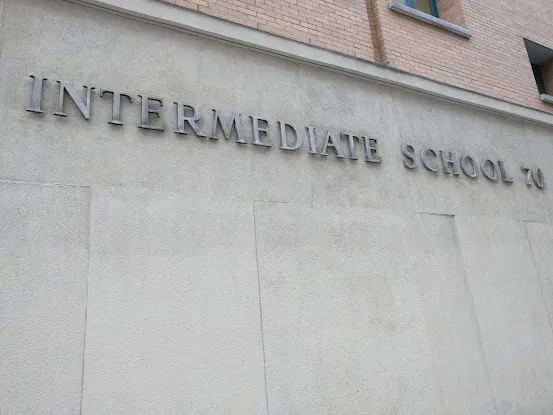 INTERMEDIATE SCHOOL 70